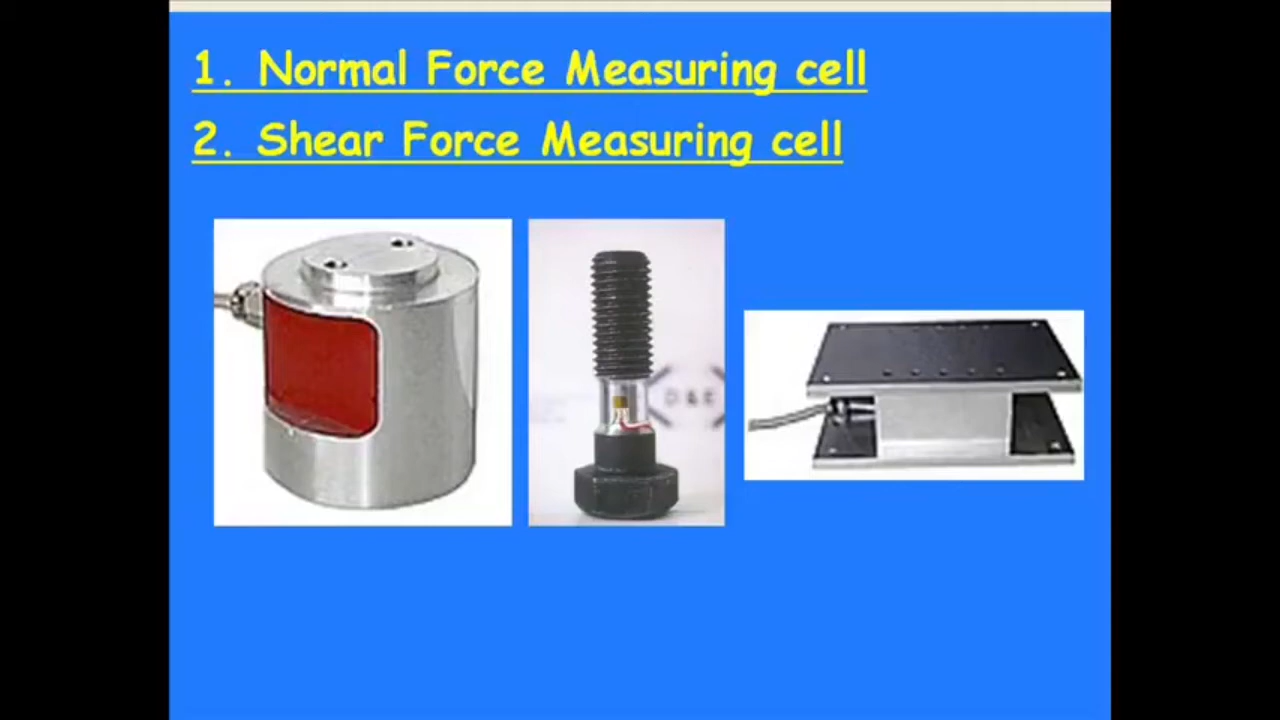 1. Normal Force Measuring cell
2. Shear Force Measuring cell
D & E